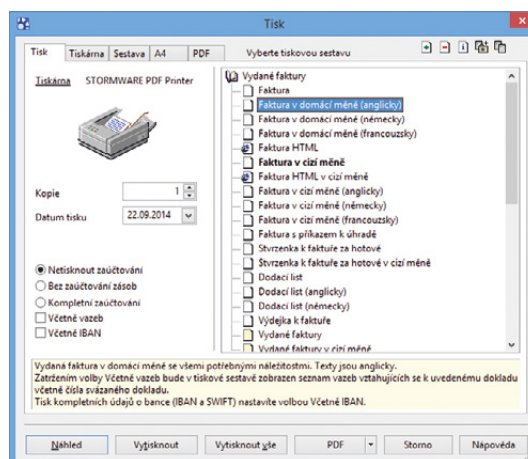 Tisk
Tisk Tiskárna Sestava A4 PDF Vyberte tiskovou sestavu
Tiskárna STORMWARE PDF Printer
Kopie 1
Datum tisku 22.09.2014
Netisknout zaúčtování
Bez zaúčtování zásob
Kompletní zaúčtování
Včetně vazeb
Včetně IBAN
Vydané faktury
Faktura
Faktura v domácí měně (anglicky)
Faktura v domácí měně (německy)
Faktura v domácí měně (francouzsky)
Faktura HTML
Faktura v cizí měně
Faktura HTML v cizí měně
Faktura v cizí měně (anglicky)
Faktura v cizí měně (německy)
Faktura v cizí měně (francouzsky)
Faktura s příkazem k úhradě
Stvrzenka k faktuře za hotové
Stvrzenka k faktuře za hotové v cizí měně
Dodací list
Dodací list (anglicky)
Dodací list (německy)
Výdejka k faktuře
Vydané faktury
Vydané faktury v cizí měně
Vydaná faktura v domácí měně se všemi potřebnými náležitostmi. Texty jsou anglicky.
Zatržením volby Včetně vazeb bude v tiskové sestavě zobrazen seznam vazeb vztahujících se k uvedenému dokladu
včetně čísla svázaného dokladu.
Tisk kompletních údajů o bance (IBAN a SWIFT) nastavíte volbou Včetně IBAN.
Náhled Vytisknout Vytisknout vše PDF Storno Nápověda